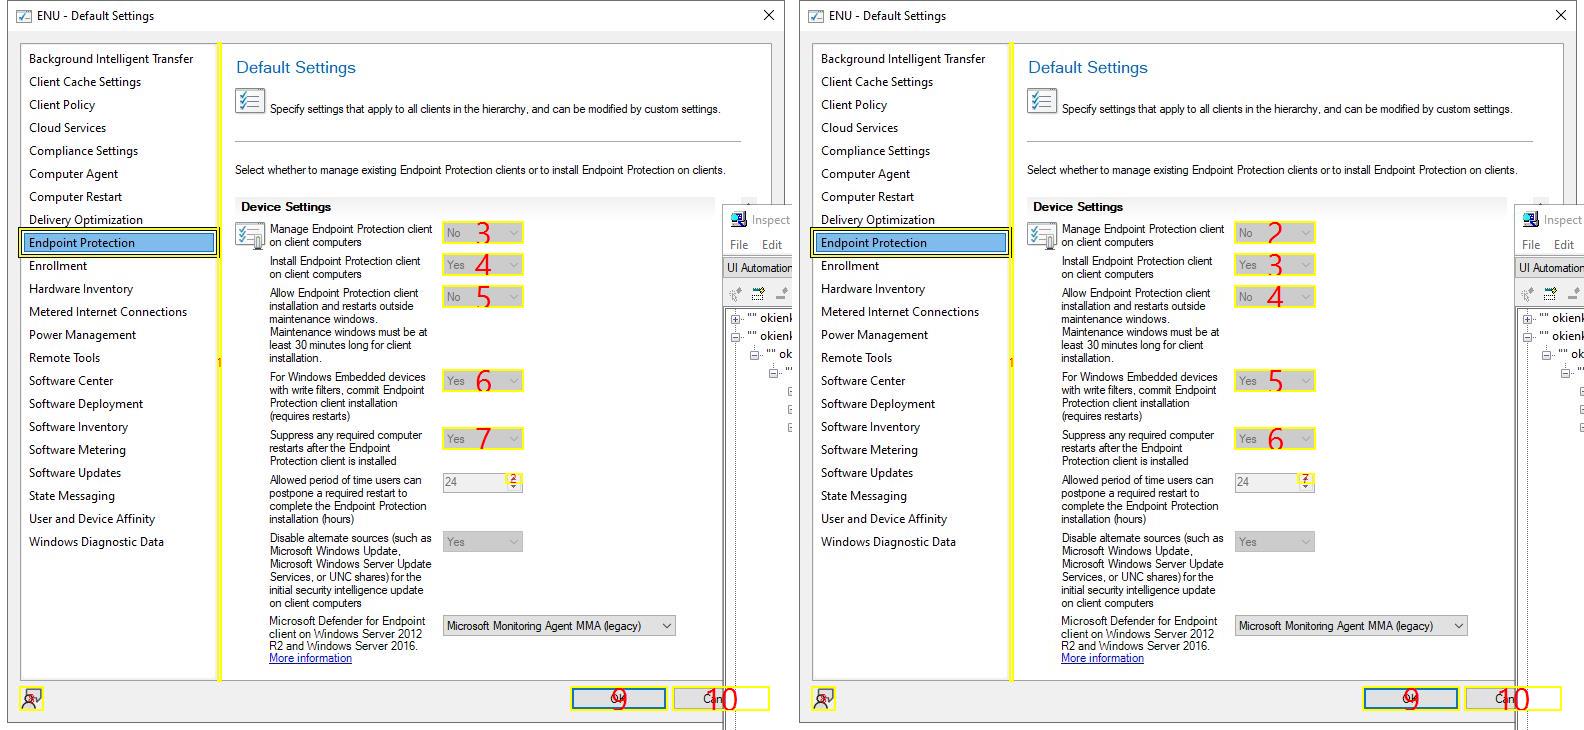 ENU - Default Settings
Background Intelligent Transfer
Client Cache Settings
Client Policy
Cloud Services
Compliance Settings
Computer Agent
Computer Restart
Delivery Optimization
Endpoint Protection
Enrollment
Hardware Inventory
Metered Internet Connections
Power Management
Remote Tools
Software Center
Software Deployment
Software Inventory
Software Metering
Software Updates
State Messaging
User and Device Affinity
Windows Diagnostic Data
1
Default Settings
Specify settings that apply to all clients in the hierarchy, and can be modified by custom settings.
Select whether to manage existing Endpoint Protection clients or to install Endpoint Protection on clients.
Device Settings
Manage Endpoint Protection client
on client computers
No 3
Install Endpoint Protection client
on client computers
Yes 4
Allow Endpoint Protection client
installation and restarts outside
maintenance windows.
Maintenance windows must be at
least 30 minutes long for client
installation.
No 5
For Windows Embedded devices
with write filters, commit Endpoint
Protection client installation
(requires restarts)
Yes 6
Suppress any required computer
restarts after the Endpoint
Protection client is installed
Yes 7
Allowed period of time users can
postpone a required restart to
complete the Endpoint Protection
installation (hours)
24 2
Disable alternate sources (such as
Microsoft Windows Update,
Microsoft Windows Server Update
Services, or UNC shares) for the
initial security intelligence update
on client computers
Yes
Microsoft Defender for Endpoint
client on Windows Server 2012
R2 and Windows Server 2016.
More information
Microsoft Monitoring Agent MMA (legacy)
OK 9
Can 10
Inspect
File Edit
UI Automation
"" okienk
"" okienk
"" ok
""
ENU - Default Settings
Background Intelligent Transfer
Client Cache Settings
Client Policy
Cloud Services
Compliance Settings
Computer Agent
Computer Restart
Delivery Optimization
Endpoint Protection
Enrollment
Hardware Inventory
Metered Internet Connections
Power Management
Remote Tools
Software Center
Software Deployment
Software Inventory
Software Metering
Software Updates
State Messaging
User and Device Affinity
Windows Diagnostic Data
1
Default Settings
Specify settings that apply to all clients in the hierarchy, and can be modified by custom settings.
Select whether to manage existing Endpoint Protection clients or to install Endpoint Protection on clients.
Device Settings
Manage Endpoint Protection client
on client computers
No 2
Install Endpoint Protection client
on client computers
Yes 3
Allow Endpoint Protection client
installation and restarts outside
maintenance windows.
Maintenance windows must be at
least 30 minutes long for client
installation.
No 4
For Windows Embedded devices
with write filters, commit Endpoint
Protection client installation
(requires restarts)
Yes 5
Suppress any required computer
restarts after the Endpoint
Protection client is installed
Yes 6
Allowed period of time users can
postpone a required restart to
complete the Endpoint Protection
installation (hours)
24 7
Disable alternate sources (such as
Microsoft Windows Update,
Microsoft Windows Server Update
Services, or UNC shares) for the
initial security intelligence update
on client computers
Yes
Microsoft Defender for Endpoint
client on Windows Server 2012
R2 and Windows Server 2016.
More information
Microsoft Monitoring Agent MMA (legacy)
OK 9
Can 10
Inspect
File Edit
UI Automation
"" okienk
"" okienk
"" ok
""